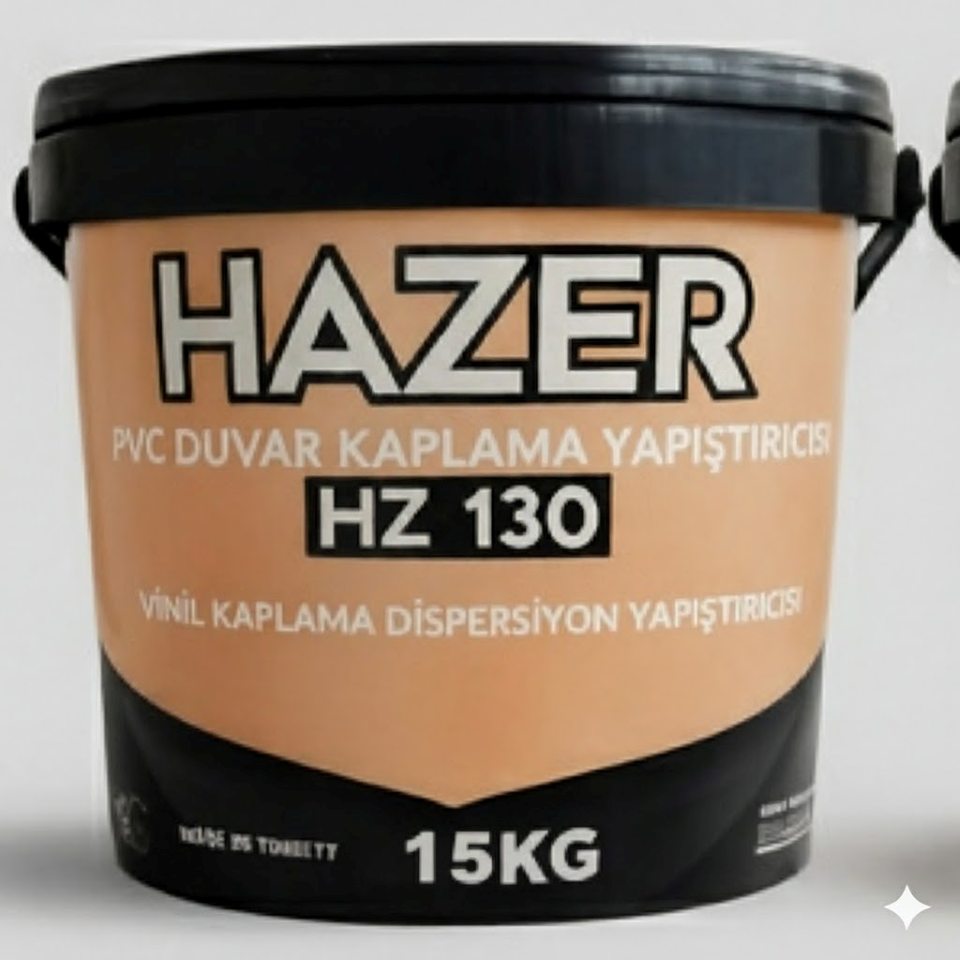 HAZER
PVC DUVAR KAPLAMA YAPIŞTIRICISI
HZ 130
VİNİL KAPLAMA DİSPERSİYON YAPIŞTIRICISI
15KG